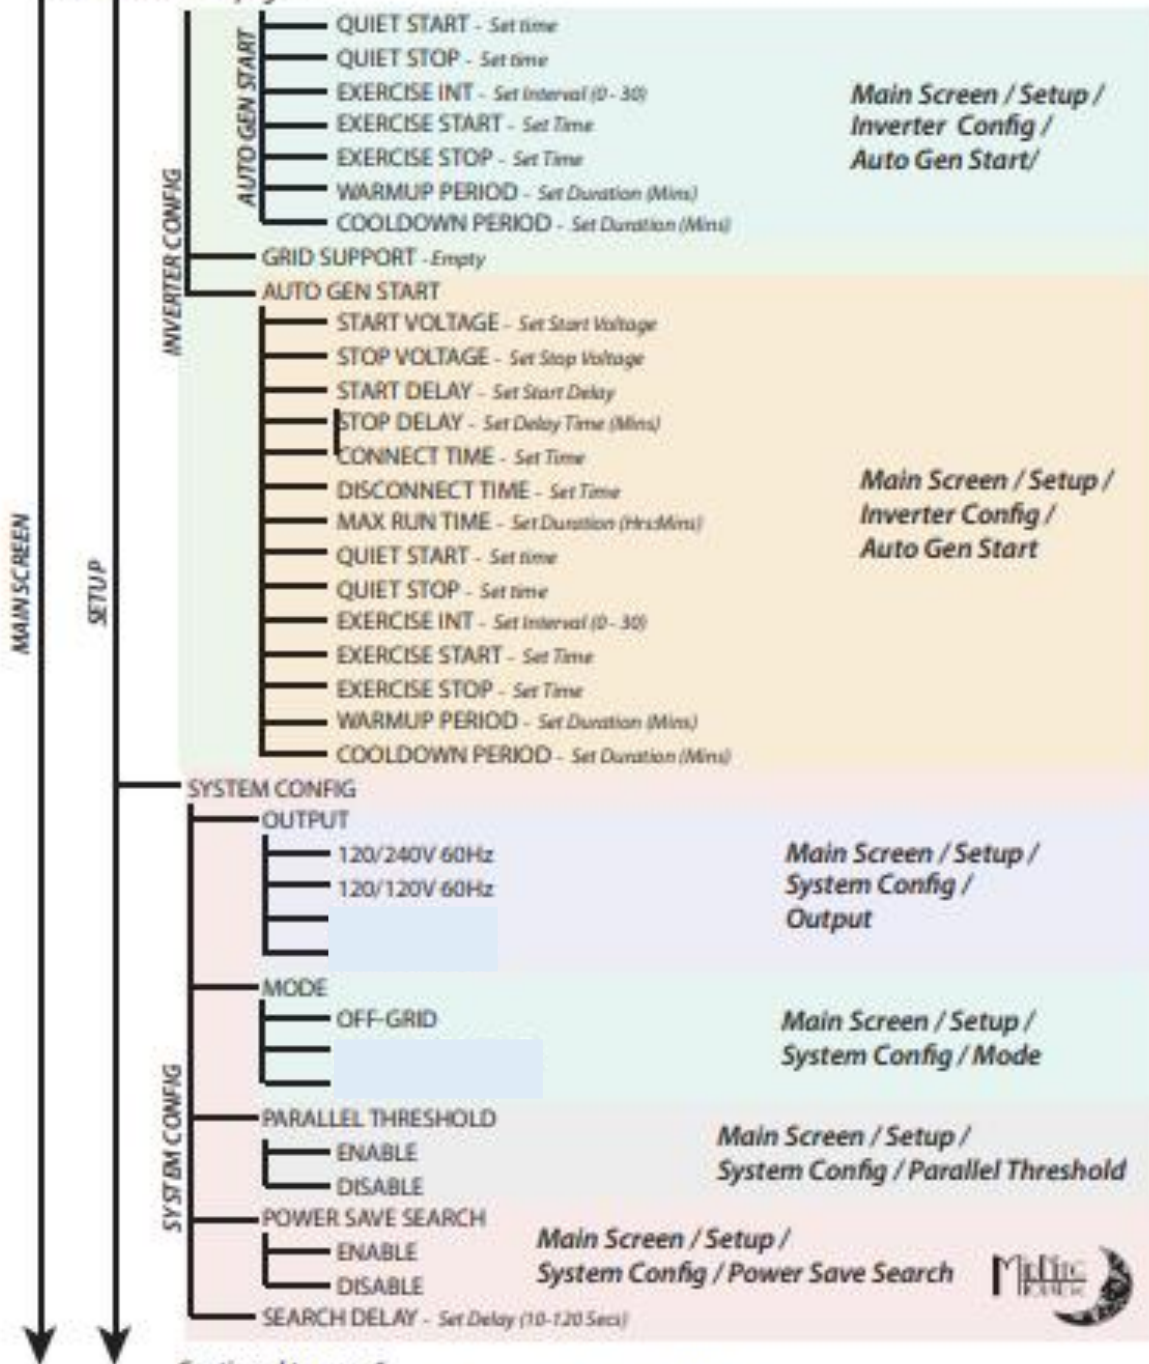 QUIET START - Set time
QUIET STOP - Set time
EXERCISE INT - Set Interval (0 - 30)
EXERCISE START - Set Time
EXERCISE STOP - Set Time
WARMUP PERIOD - Set Duration (Mins)
COOLDOWN PERIOD - Set Duration (Mins)
AUTO GEN START
Main Screen / Setup /
Inverter Config /
Auto Gen Start/
INVERTER CONFIG
GRID SUPPORT - Empty
AUTO GEN START
START VOLTAGE - Set Start Voltage
STOP VOLTAGE - Set Stop Voltage
START DELAY - Set Start Delay
STOP DELAY - Set Delay Time (Mins)
CONNECT TIME - Set Time
DISCONNECT TIME - Set Time
MAX RUN TIME - Set Duration (Hrs:Mins)
QUIET START - Set time
QUIET STOP - Set time
EXERCISE INT - Set Interval (0 - 30)
EXERCISE START - Set Time
EXERCISE STOP - Set Time
WARMUP PERIOD - Set Duration (Mins)
COOLDOWN PERIOD - Set Duration (Mins)
Main Screen / Setup /
Inverter Config /
Auto Gen Start
MAIN SCREEN
SETUP
SYSTEM CONFIG
OUTPUT
120/240V 60Hz
120/120V 60Hz
Main Screen / Setup /
System Config /
Output
MODE
OFF-GRID
Main Screen / Setup /
System Config / Mode
SYSTEM CONFIG
PARALLEL THRESHOLD
ENABLE
DISABLE
Main Screen / Setup /
System Config / Parallel Threshold
POWER SAVE SEARCH
ENABLE
DISABLE
Main Screen / Setup /
System Config / Power Save Search
SEARCH DELAY - Set Delay (10-120 Secs)